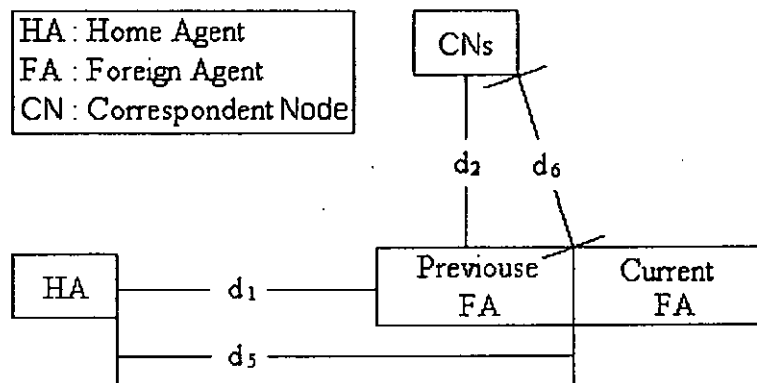 HA : Home Agent
FA : Foreign Agent
CN : Correspondent Node
CNs
d2
d6
HA
d1
Previouse
FA
Current
FA
d5